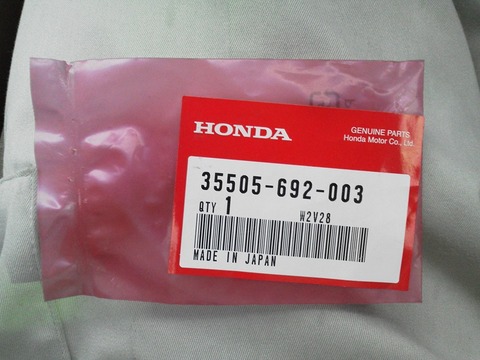 HONDA
GENUINE PARTS
Honda Motor Co., Ltd.
35505-692-003
QTY 1 W2V28
MADE IN JAPAN